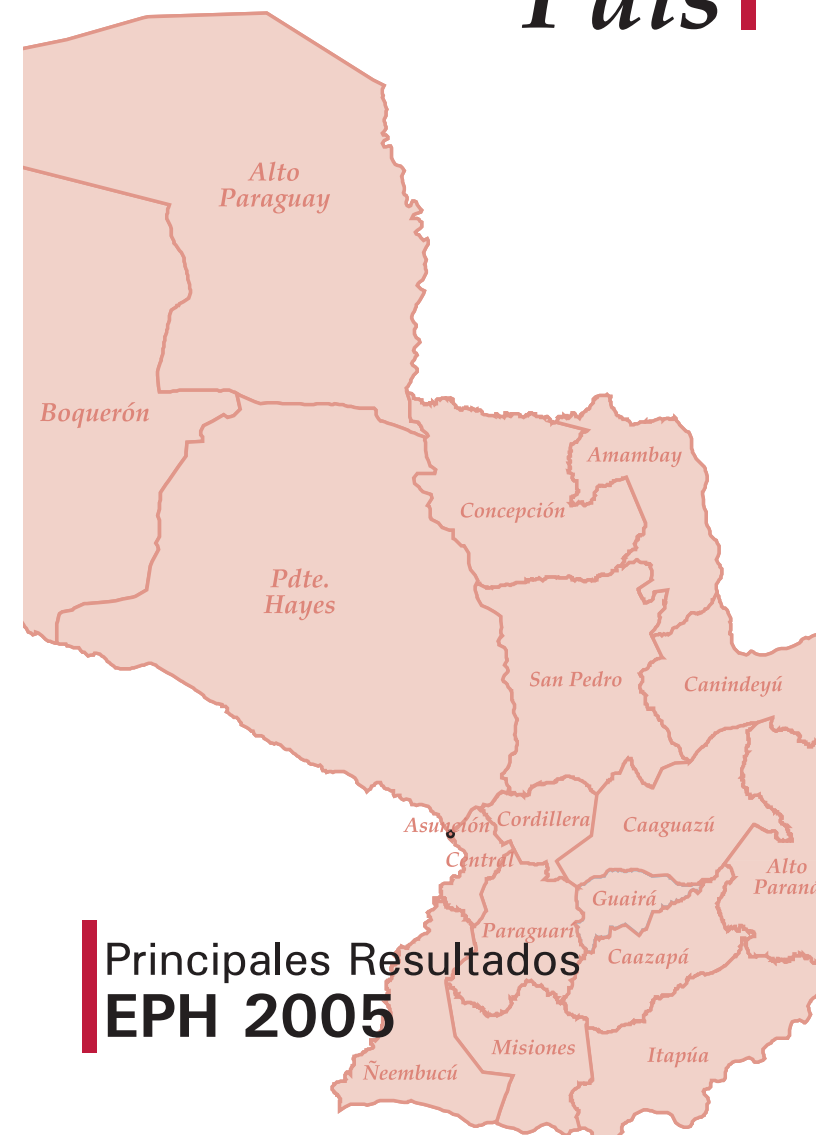 País
Alto
Paraguay
Boquerón
Amambay
Concepción
Pdte.
Hayes
San Pedro
Canindeyú
Asunción
Cordillera
Caaguazú
Central
Alto
Paraná
Guairá
Paraguarí
Caazapá
Principales Resultados
EPH 2005
Misiones
Itapúa
Ñeembucú